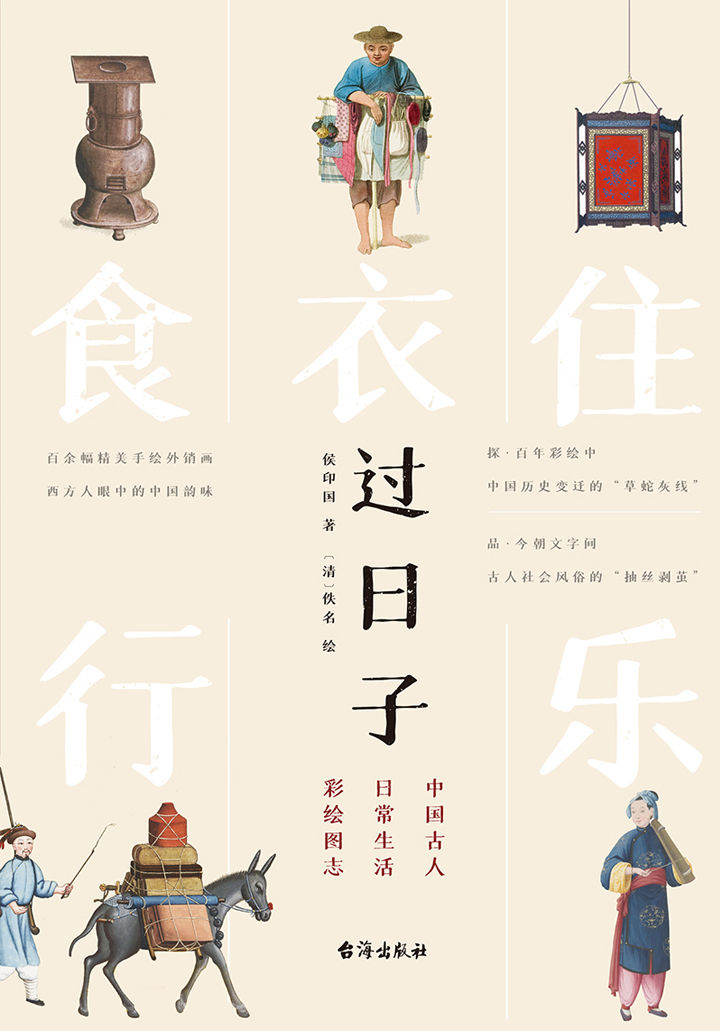 食
衣
住
百余幅精美手绘外销画
西方人眼中的中国韵味
过日子
侯印国 著 〔清〕佚名 绘
探·百年彩绘中
中国历史变迁的“草蛇灰线”
品·今朝文字间
古人社会风俗的“抽丝剥茧”
行
乐
中国古人
日常生活
彩绘图志
台海出版社